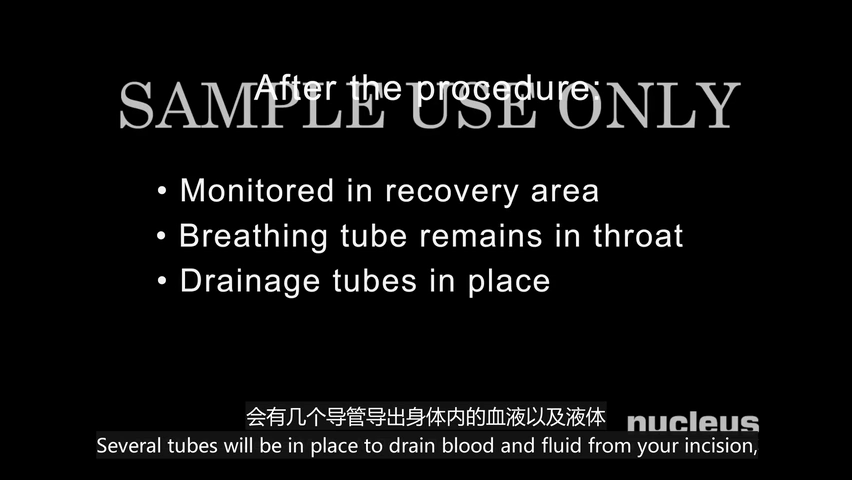 After the procedure:
SAMPLE USE ONLY
• Monitored in recovery area
• Breathing tube remains in throat
• Drainage tubes in place
会有几个导管导出身体内的血液以及液体
nucleus
Several tubes will be in place to drain blood and fluid from your incision,